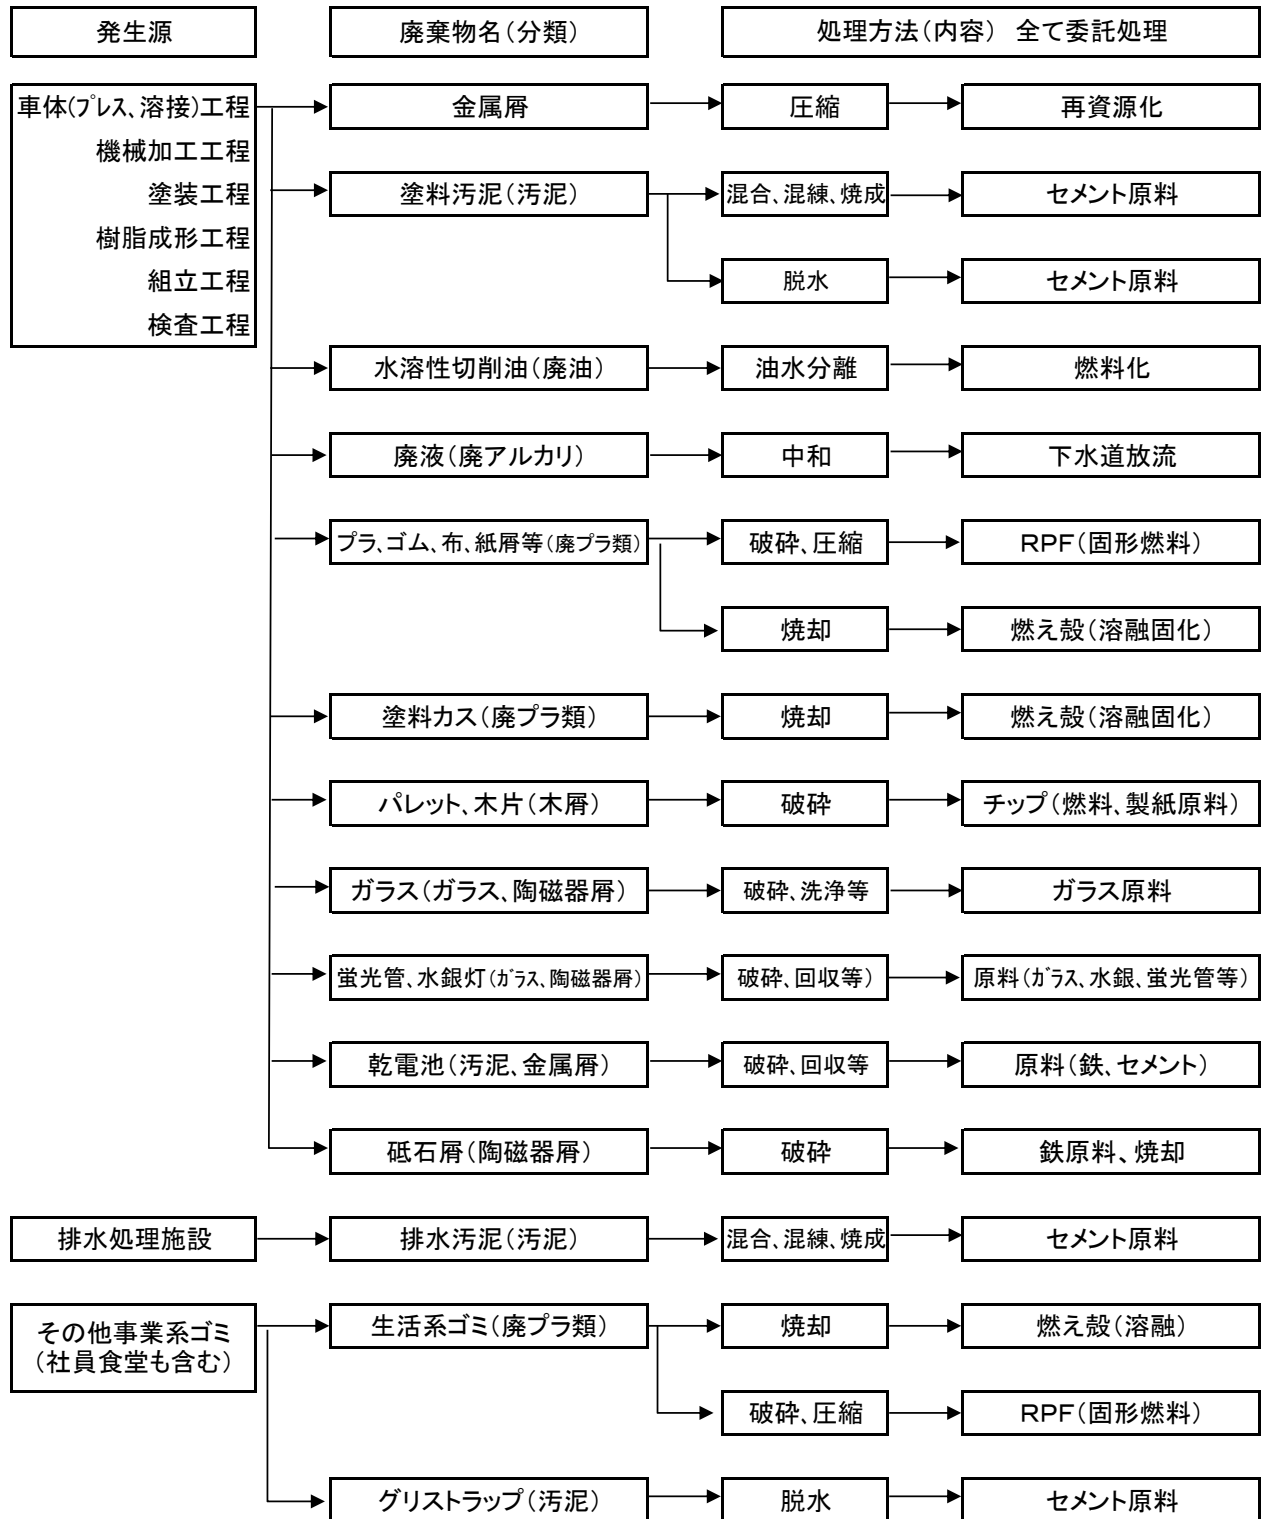 発生源
廃棄物名（分類）
処理方法（内容） 全て委託処理
車体(ﾌﾟﾚｽ、溶接)工程
機械加工工程
塗装工程
樹脂成形工程
組立工程
検査工程
金属屑
圧縮
再資源化
塗料汚泥（汚泥）
混合、混練、焼成
セメント原料
脱水
セメント原料
水溶性切削油（廃油）
油水分離
燃料化
廃液（廃アルカリ）
中和
下水道放流
プラ、ゴム、布、紙屑等（廃プラ類）
破砕、圧縮
RPF（固形燃料）
焼却
燃え殻（溶融固化）
塗料カス（廃プラ類）
焼却
燃え殻（溶融固化）
パレット、木片（木屑）
破砕
チップ（燃料、製紙原料）
ガラス（ガラス、陶磁器屑）
破砕、洗浄等
ガラス原料
蛍光管、水銀灯（ｶﾞﾗｽ、陶磁器屑）
破砕、回収等）
原料（ｶﾞﾗｽ、水銀、蛍光管等）
乾電池（汚泥、金属屑）
破砕、回収等
原料（鉄、セメント）
砥石屑（陶磁器屑）
破砕
鉄原料、焼却
排水処理施設
排水汚泥（汚泥）
混合、混練、焼成
セメント原料
その他事業系ゴミ
（社員食堂も含む）
生活系ゴミ（廃プラ類）
焼却
燃え殻（溶融）
破砕、圧縮
RPF（固形燃料）
グリストラップ（汚泥）
脱水
セメント原料